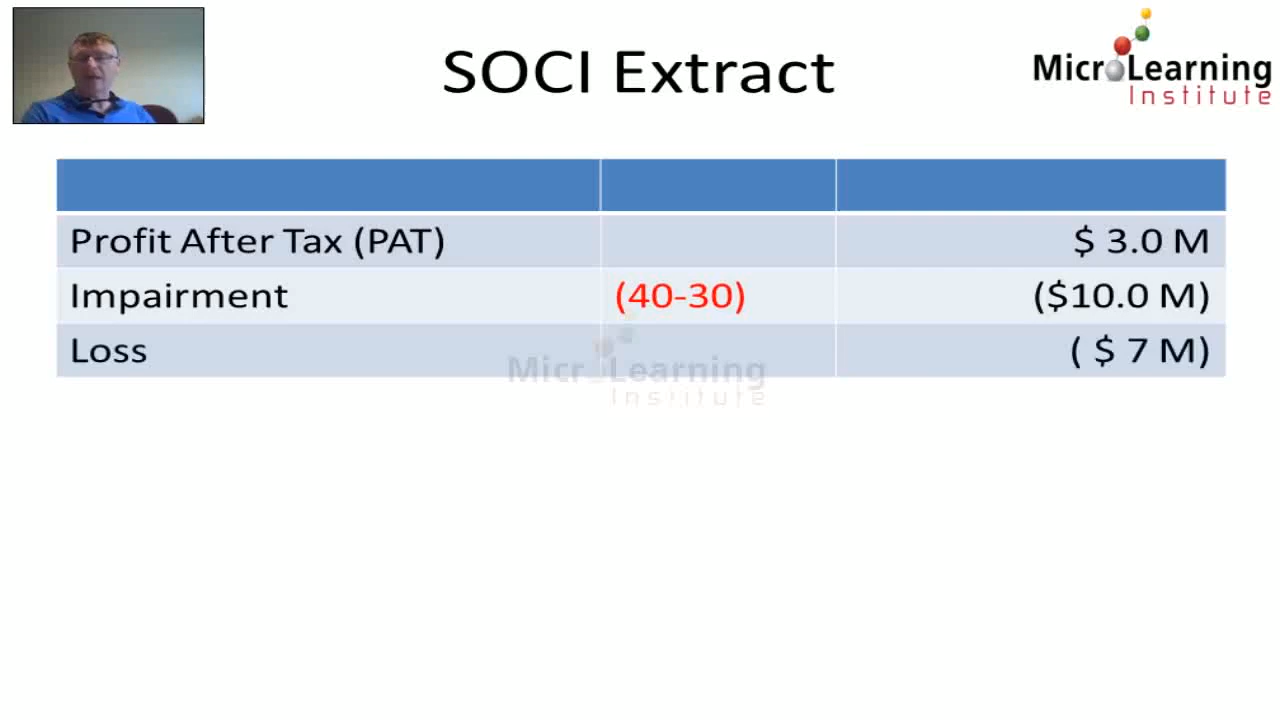 SOCI Extract
MicroLearning
Institute
Profit After Tax (PAT) $ 3.0 M
Impairment (40-30) ($10.0 M)
Loss ( $ 7 M)
MicroLearning
Institute